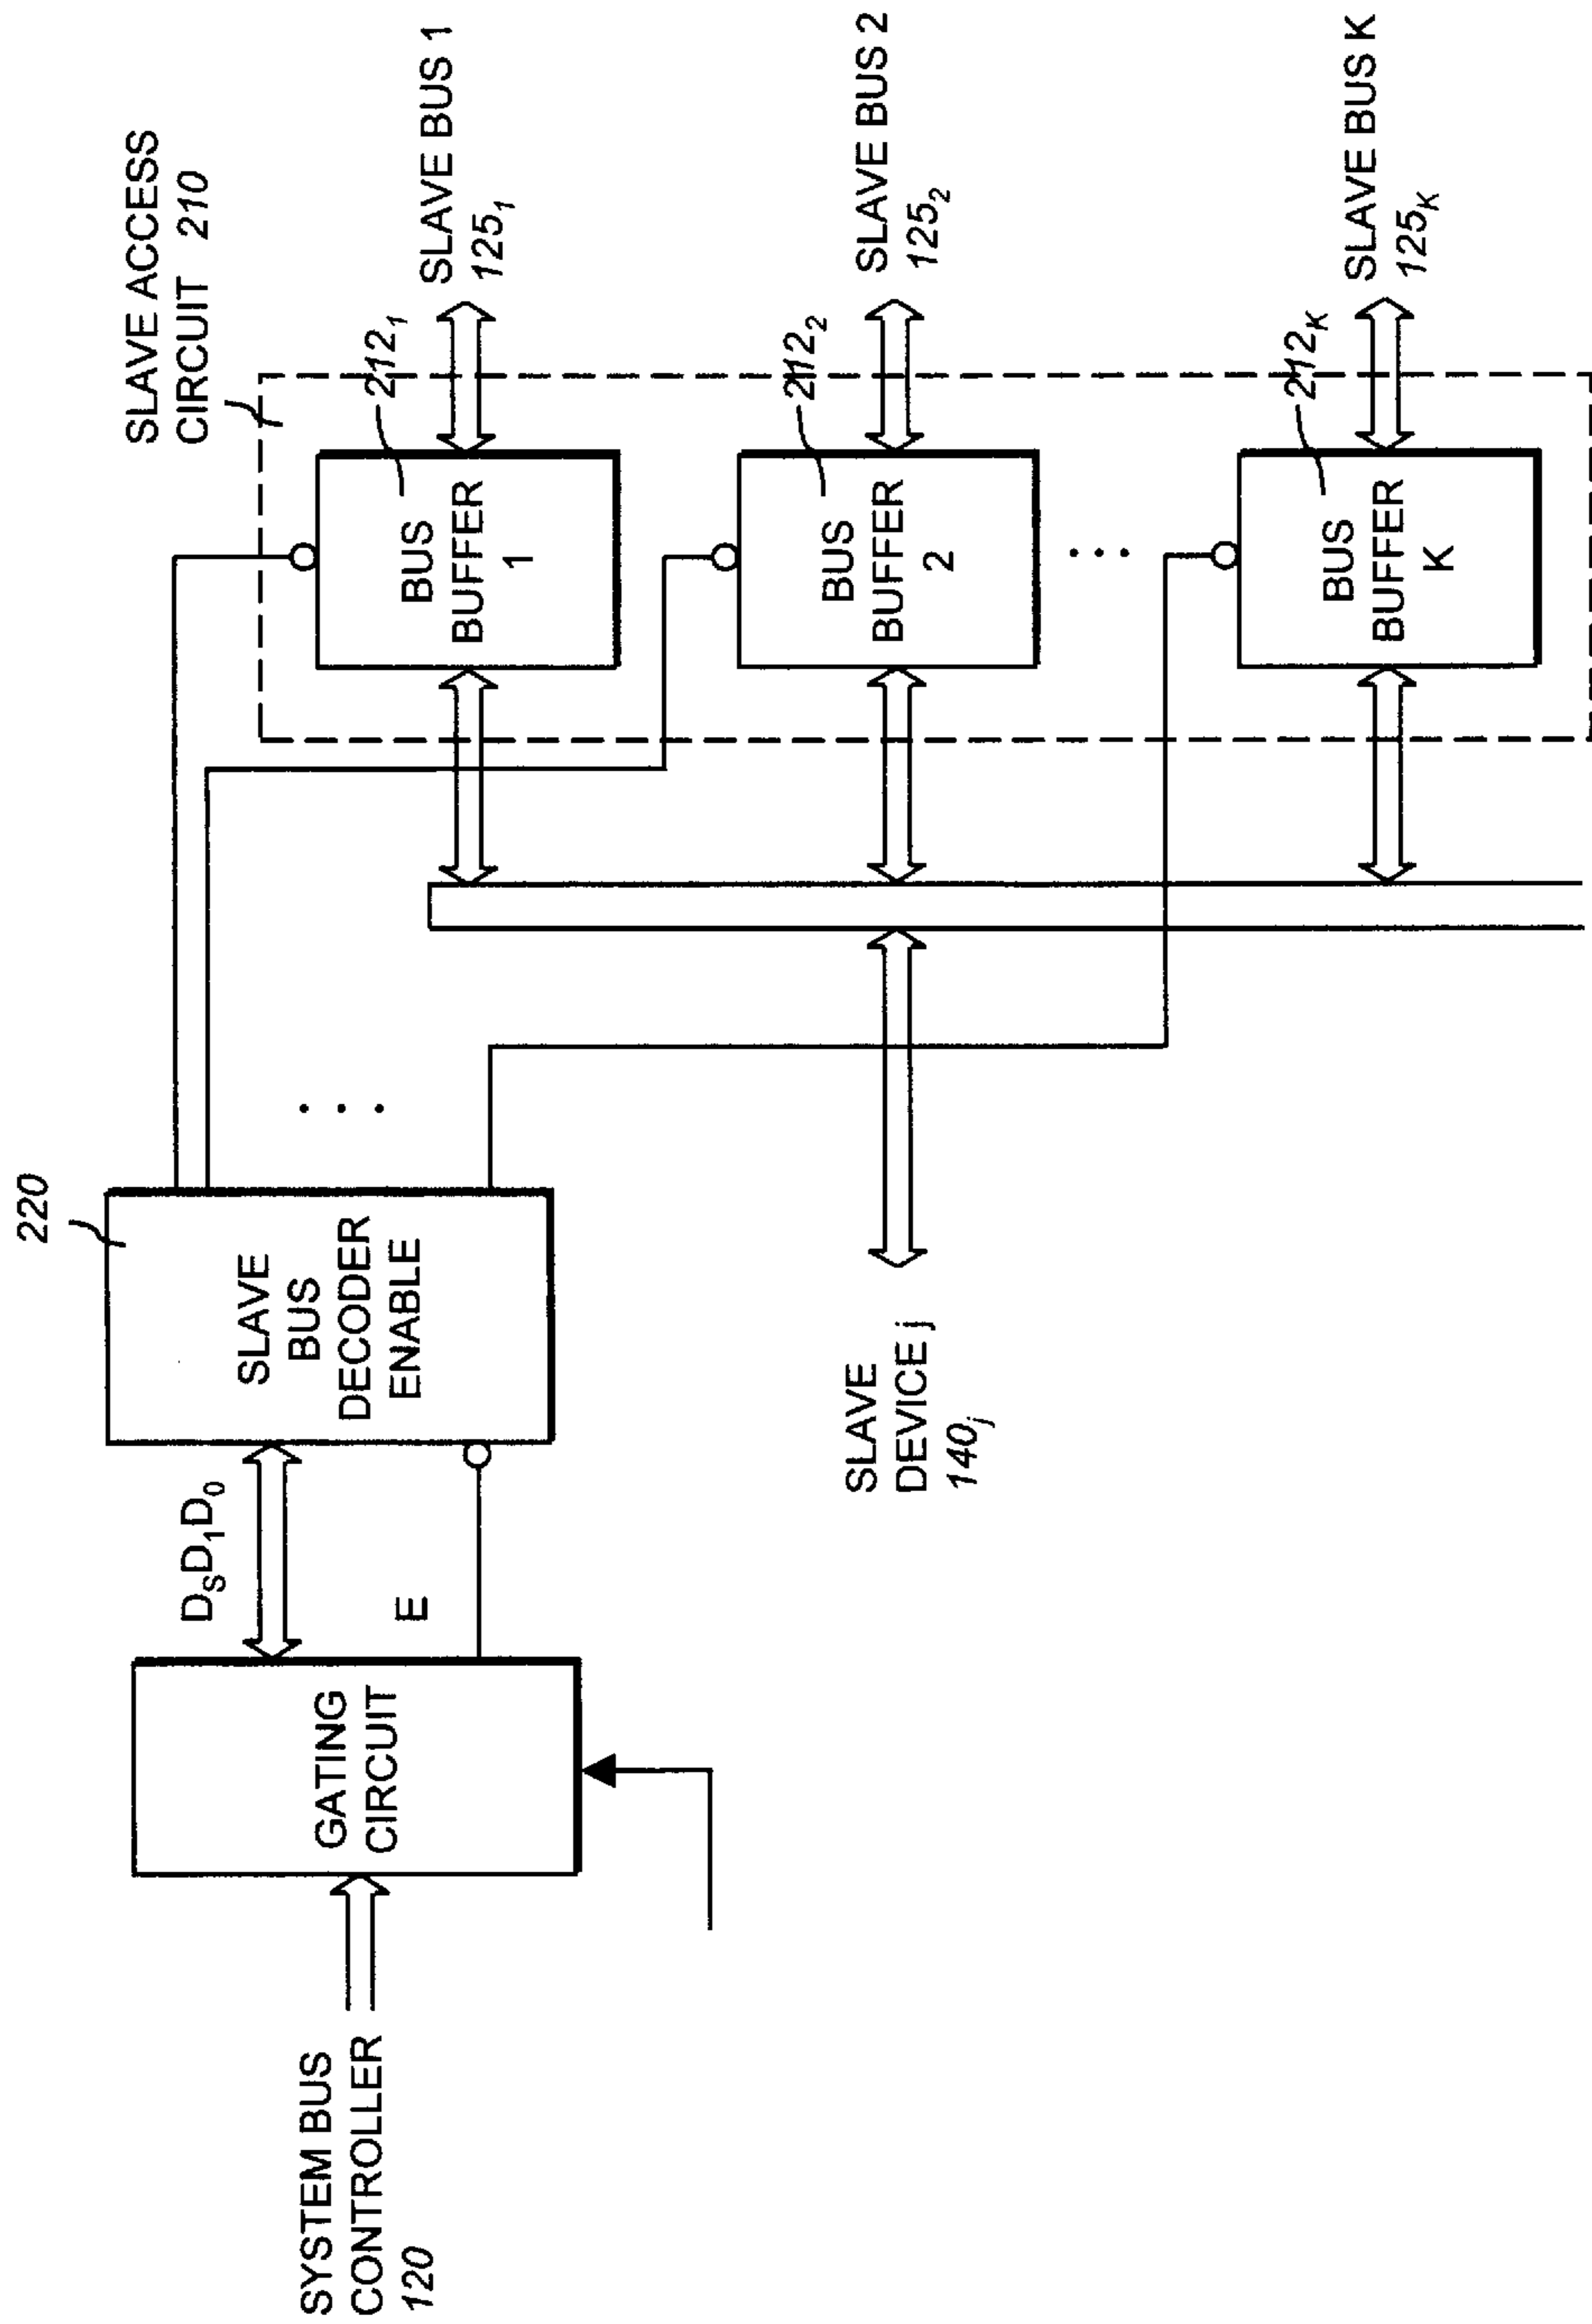 SYSTEM BUS
CONTROLLER
120
GATING
CIRCUIT
DSD1D0
E
220
SLAVE
BUS
DECODER
ENABLE
. . .
SLAVE
DEVICE j
140j
SLAVE ACCESS
CIRCUIT 210
BUS
BUFFER
1
2121
SLAVE BUS 1
1251
BUS
BUFFER
2
2122
SLAVE BUS 2
1252
. . .
BUS
BUFFER
K
212K
SLAVE BUS K
125K